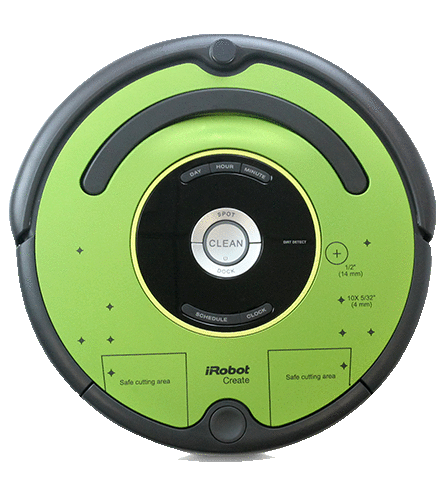 DAY HOUR MINUTE
SPOT
CLEAN
DOCK
DIRT DETECT
1/2"
(14 mm)
10X 5/32"
(4 mm)
SCHEDULE CLOCK
iRobot
Create
Safe cutting area
Safe cutting area